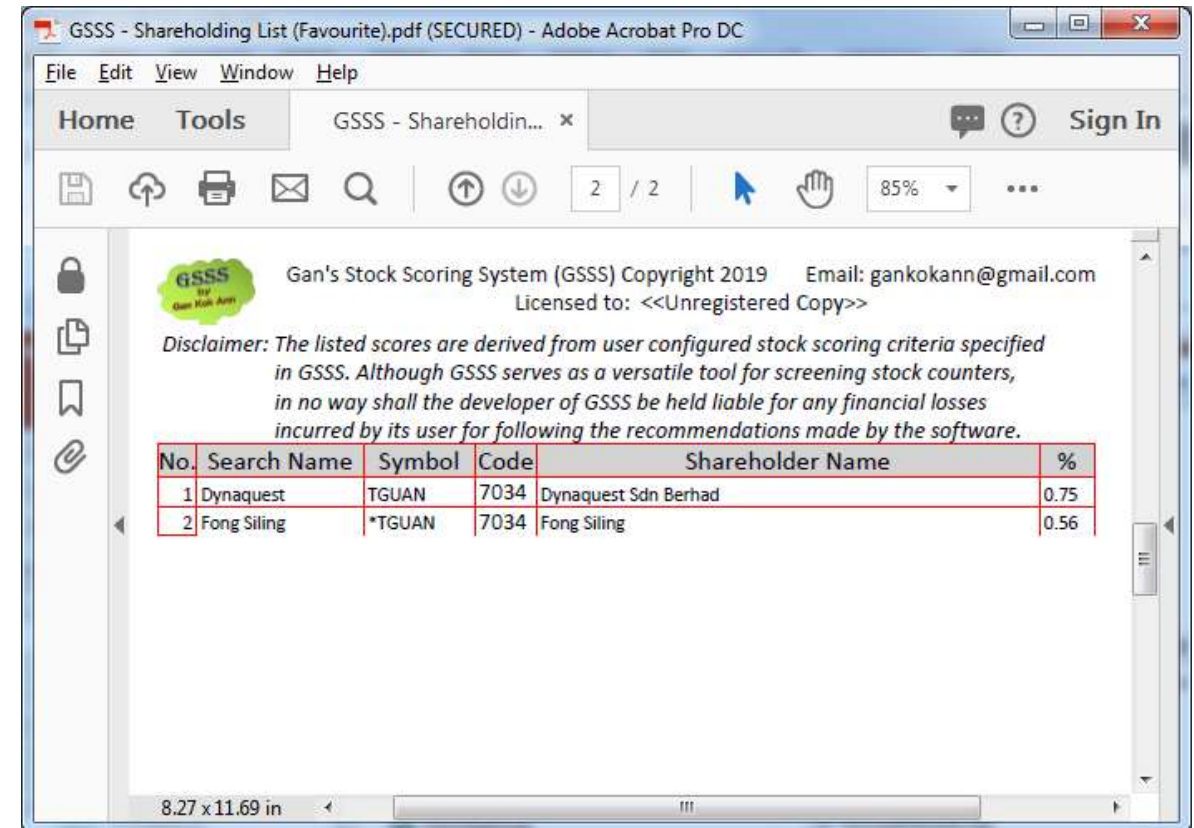 GSSS - Shareholding List (Favourite).pdf (SECURED) - Adobe Acrobat Pro DC
File Edit View Window Help
Home Tools GSSS - Shareholdin... × ? Sign In
2 / 2 85%
GSSS
by
Gan Kok Ann
Gan's Stock Scoring System (GSSS) Copyright 2019 Email: gankokann@gmail.com
Licensed to: <<Unregistered Copy>>
Disclaimer: The listed scores are derived from user configured stock scoring criteria specified
in GSSS. Although GSSS serves as a versatile tool for screening stock counters,
in no way shall the developer of GSSS be held liable for any financial losses
incurred by its user for following the recommendations made by the software.
No. Search Name Symbol Code Shareholder Name %
1 Dynaquest TGUAN 7034 Dynaquest Sdn Berhad 0.75
2 Fong Siling *TGUAN 7034 Fong Siling 0.56
8.27 x 11.69 in